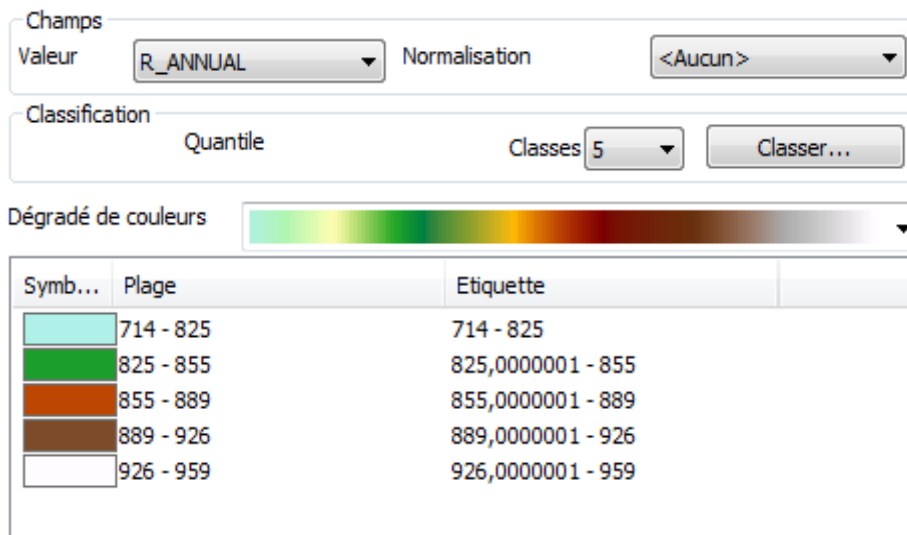 Champs
Valeur R_ANNUAL Normalisation <Aucun>
Classification
Quantile Classes 5 Classer...
Dégradé de couleurs
Symb... Plage Etiquette
714 - 825 714 - 825
825 - 855 825,0000001 - 855
855 - 889 855,0000001 - 889
889 - 926 889,0000001 - 926
926 - 959 926,0000001 - 959